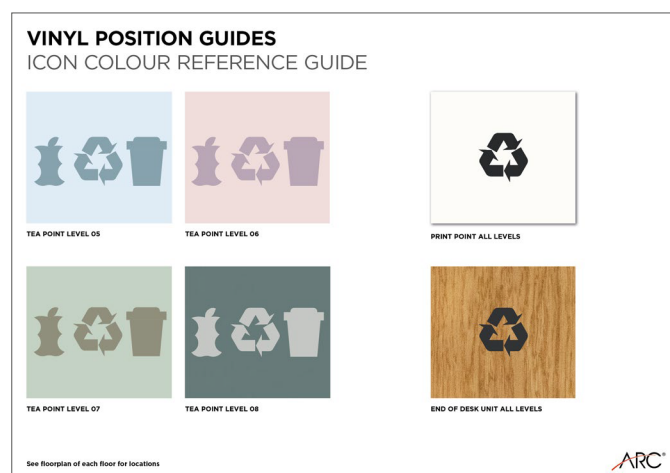 VINYL POSITION GUIDES
ICON COLOUR REFERENCE GUIDE
TEA POINT LEVEL 05
TEA POINT LEVEL 06
PRINT POINT ALL LEVELS
TEA POINT LEVEL 07
TEA POINT LEVEL 08
END OF DESK UNIT ALL LEVELS
See floorplan of each floor for locations
ARC®